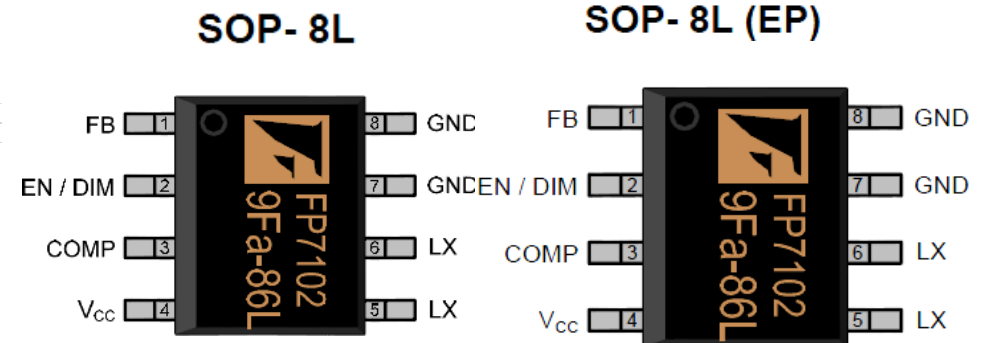 SOP- 8L
FB 1 8 GND
EN / DIM 2 7 GND
COMP 3 6 LX
VCC 4 5 LX
FP7102
9Fa-86L
SOP- 8L (EP)
FB 1 8 GND
EN / DIM 2 7 GND
COMP 3 6 LX
VCC 4 5 LX
FP7102
9Fa-86L